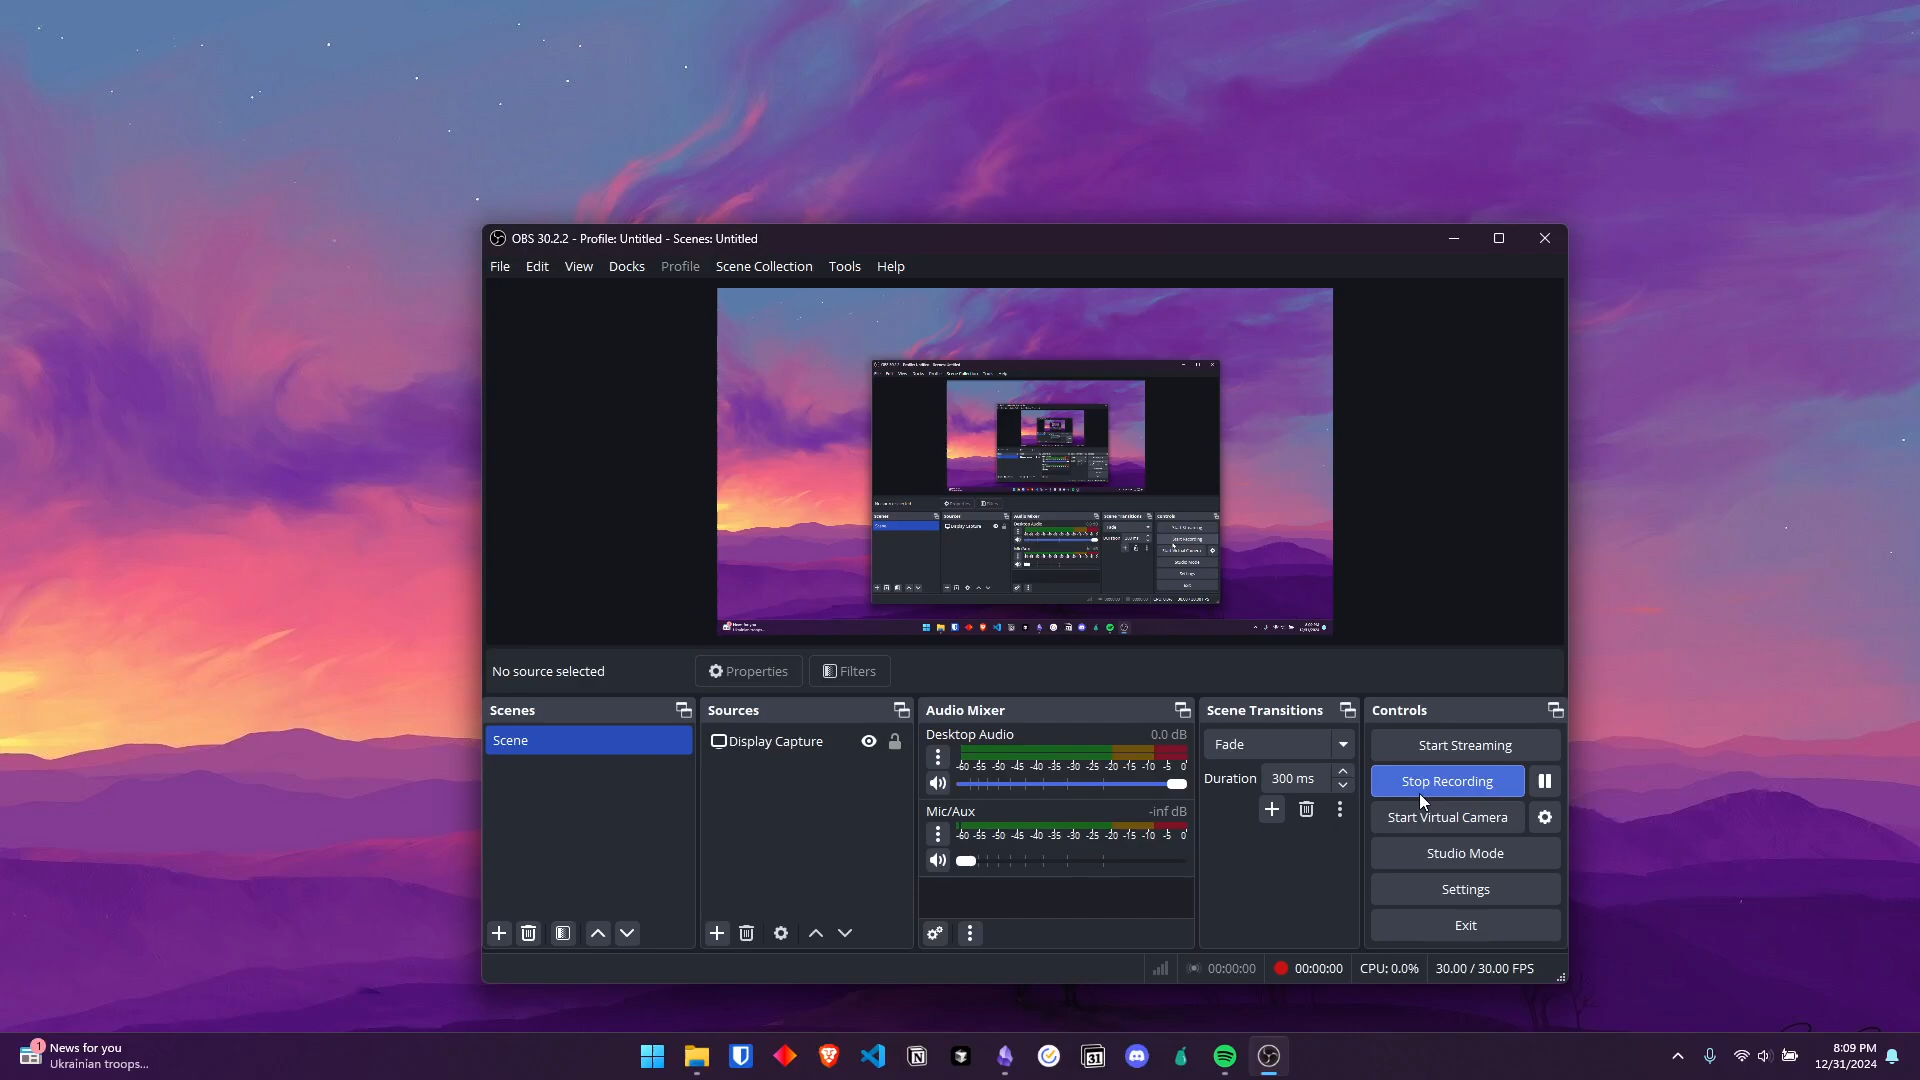 OBS 30.2.2 - Profile: Untitled - Scenes: Untitled
File Edit View Docks Profile Scene Collection Tools Help
No source selected Properties Filters
Scenes
Scene
Sources
Display Capture
Audio Mixer
Desktop Audio 0.0 dB
-60 -55 -50 -45 -40 -35 -30 -25 -20 -15 -10 -5 0
Mic/Aux -inf dB
-60 -55 -50 -45 -40 -35 -30 -25 -20 -15 -10 -5 0
Scene Transitions
Fade
Duration 300 ms
Controls
Start Streaming
Stop Recording
Start Virtual Camera
Studio Mode
Settings
Exit
00:00:00 00:00:00 CPU: 0.0% 30.00 / 30.00 FPS
1
News for you
Ukrainian troops...
31
8:09 PM
12/31/2024